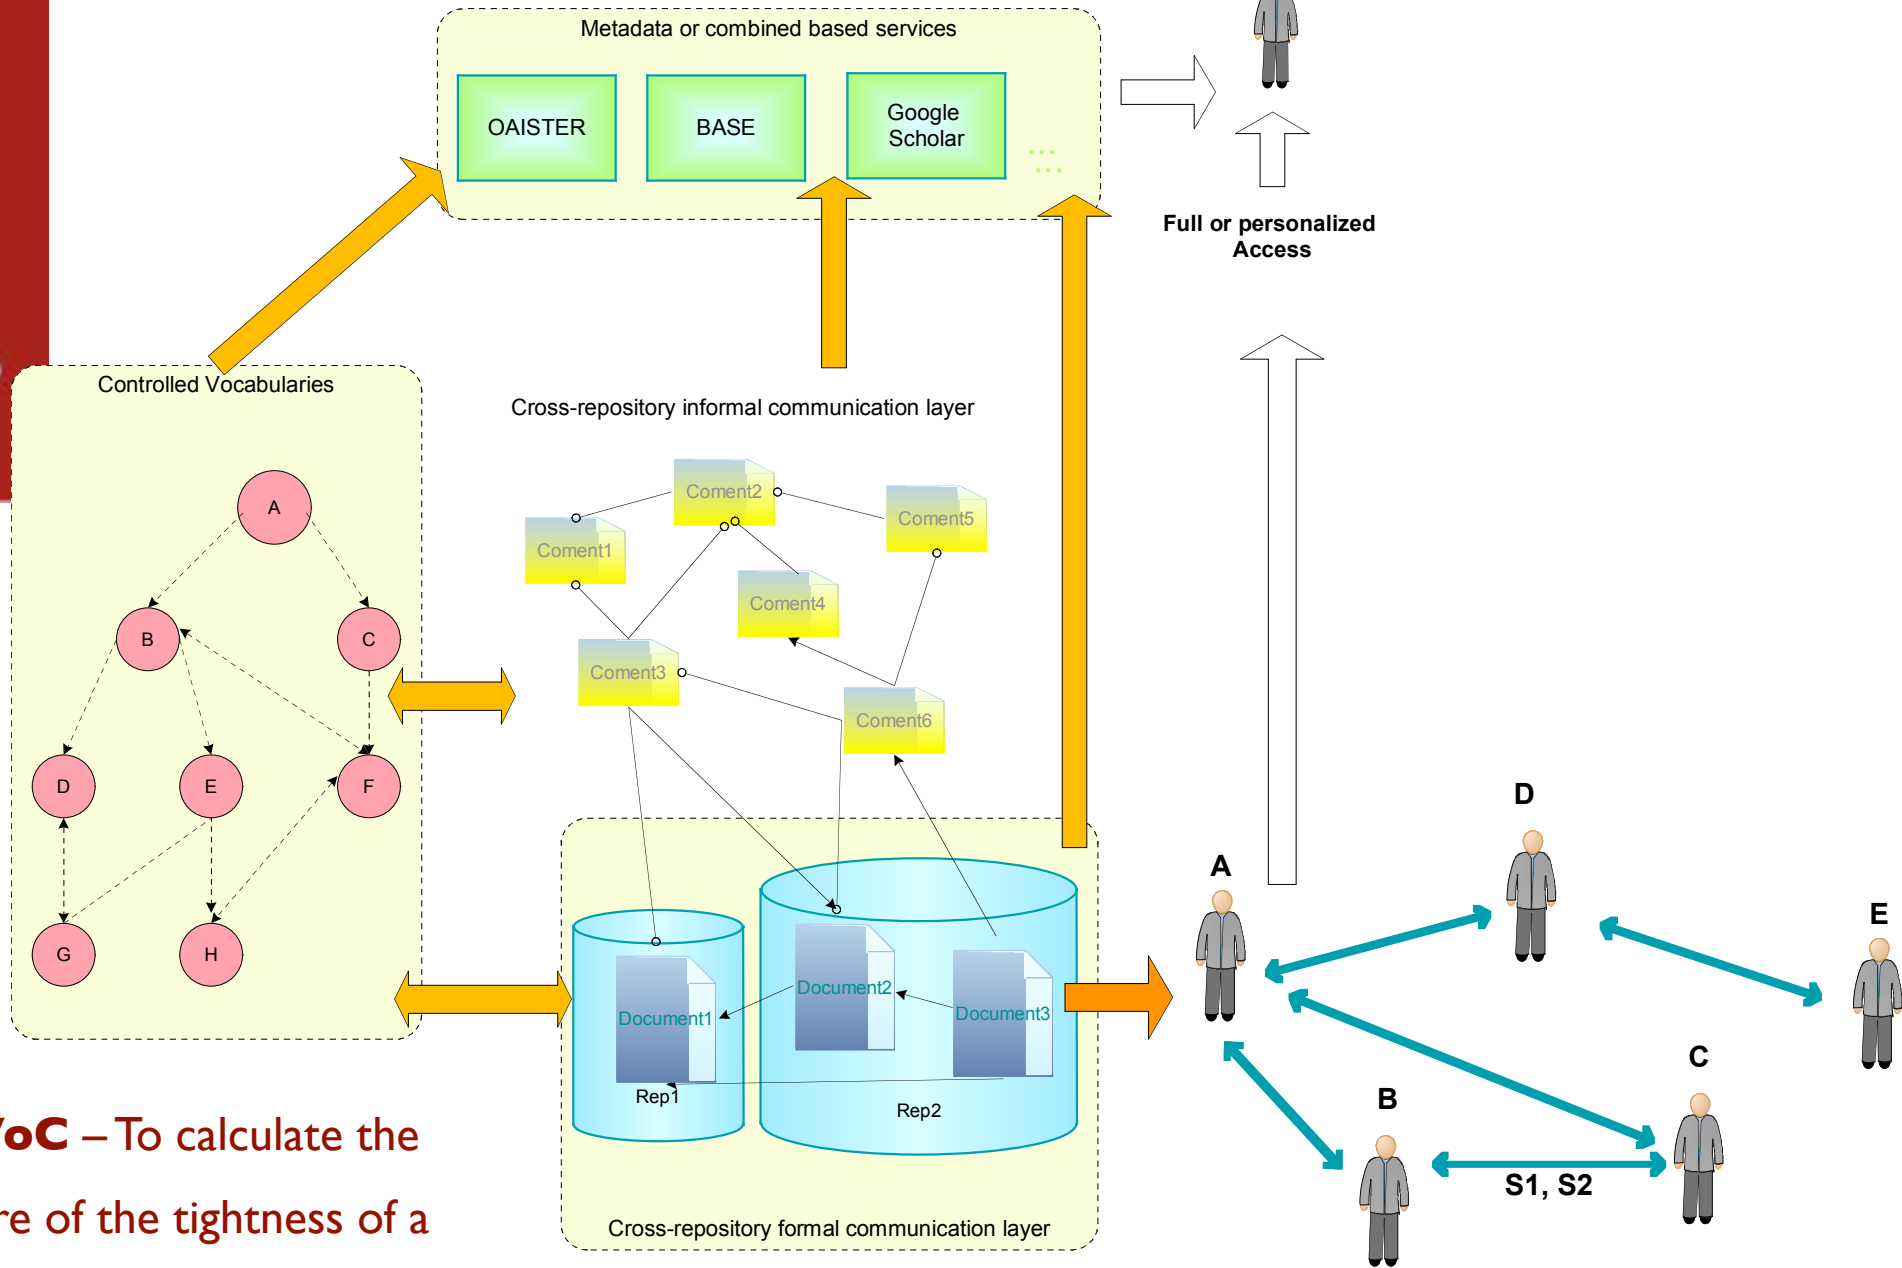 Metadata or combined based services
OAISTER
BASE
Google
Scholar
...
...
Full or personalized
Access
Controlled Vocabularies
A
B
C
D
E
F
G
H
Cross-repository informal communication layer
Coment2
Coment5
Coment1
Coment4
Coment3
Coment6
Document1
Document2
Document3
Rep1
Rep2
Cross-repository formal communication layer
A
D
E
B
C
S1, S2
oC – To calculate the
re of the tightness of a